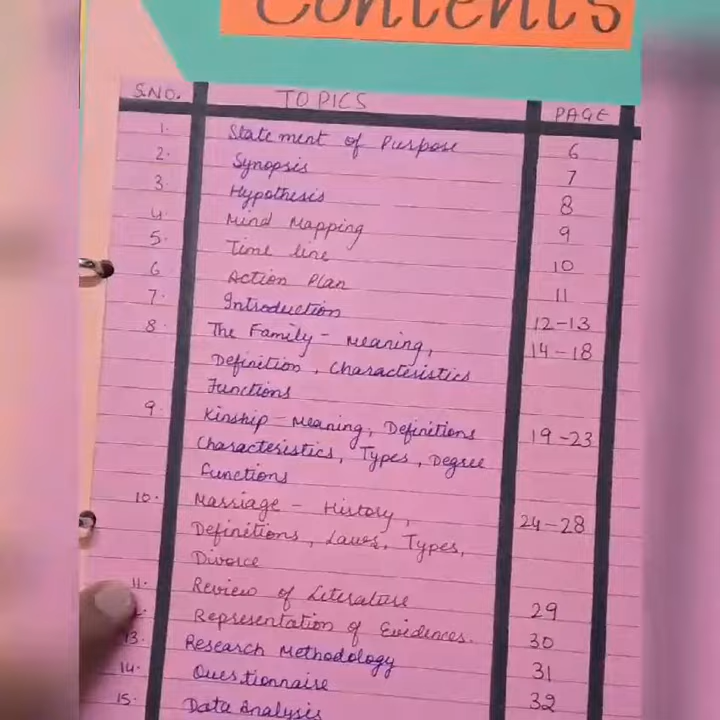 Contents
S.NO. TOPICS PAGE
1. Statement of Purpose 6
2. Synopsis 7
3 Hypothesis 8
4 Mind Mapping 9
5. Time line 10
6 Action Plan 11
7. Introduction 12-13
8. The Family - Meaning, 14-18
Definition, Characteristics
Functions
9. Kinship - Meaning, Definitions 19-23
Characteristics, Types, Degree
Functions
10. Marriage - History, 24-28
Definitions, Laws, Types,
Divorce
11. Review of Literature 29
Representation of Evidences. 30
13. Research Methodology 31
14. Questionnaire 32
15. Data Analysis